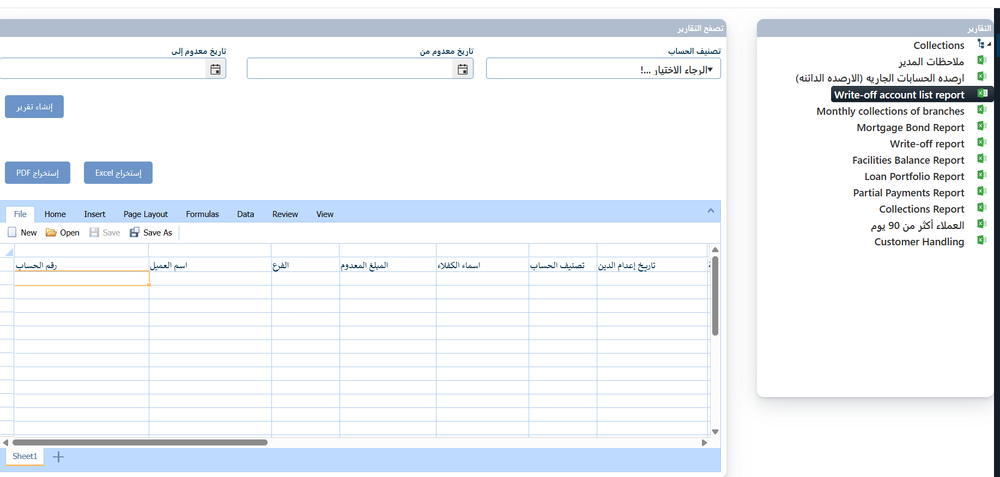 التقارير
Collections
ملاحظات المدير
ارصده الحسابات الجاريه (الارصده الدائنه)
Write-off account list report
Monthly collections of branches
Mortgage Bond Report
Write-off report
Facilities Balance Report
Loan Portfolio Report
Partial Payments Report
Collections Report
العملاء أكثر من 90 يوم
Customer Handling
تصفح التقارير
تصنيف الحساب
الرجاء الاختيار ...!
تاريخ معدوم من
تاريخ معدوم إلى
إنشاء تقرير
إستخراج Excel
إستخراج PDF
File Home Insert Page Layout Formulas Data Review View
New Open Save Save As
رقم الحساب
اسم العميل
الفرع
المبلغ المعدوم
اسماء الكفلاء
تصنيف الحساب
تاريخ إعدام الدين
Sheet1